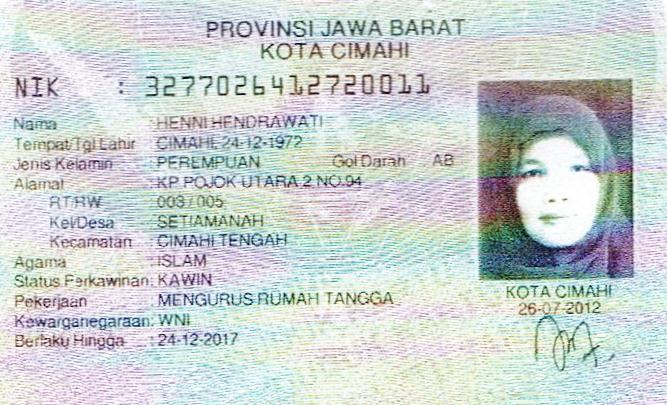 PROVINSI JAWA BARAT
KOTA CIMAHI
NIK : 3277026412720011
Nama : HENNI HENDRAWATI
Tempat/Tgl Lahir : CIMAHI, 24-12-1972
Jenis Kelamin : PEREMPUAN Gol Darah AB
Alamat : KP POJOK UTARA 2 NO.94
RT/RW : 003 / 005
Kel/Desa : SETIAMANAH
Kecamatan : CIMAHI TENGAH
Agama : ISLAM
Status Perkawinan : KAWIN
Pekerjaan : MENGURUS RUMAH TANGGA
Kewarganegaraan : WNI
Berlaku Hingga : 24-12-2017
KOTA CIMAHI
26-07-2012